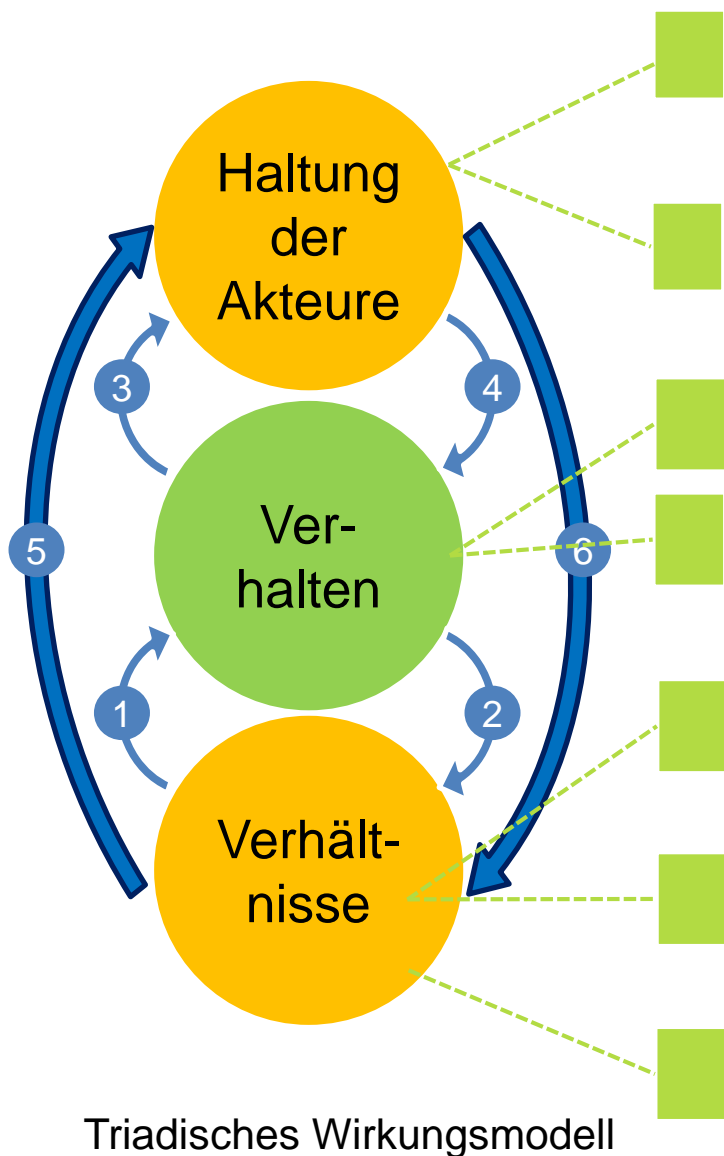 Haltung
der
Akteure
3
4
Ver-
halten
5
6
1
2
Verhält-
nisse
Triadisches Wirkungsmodell